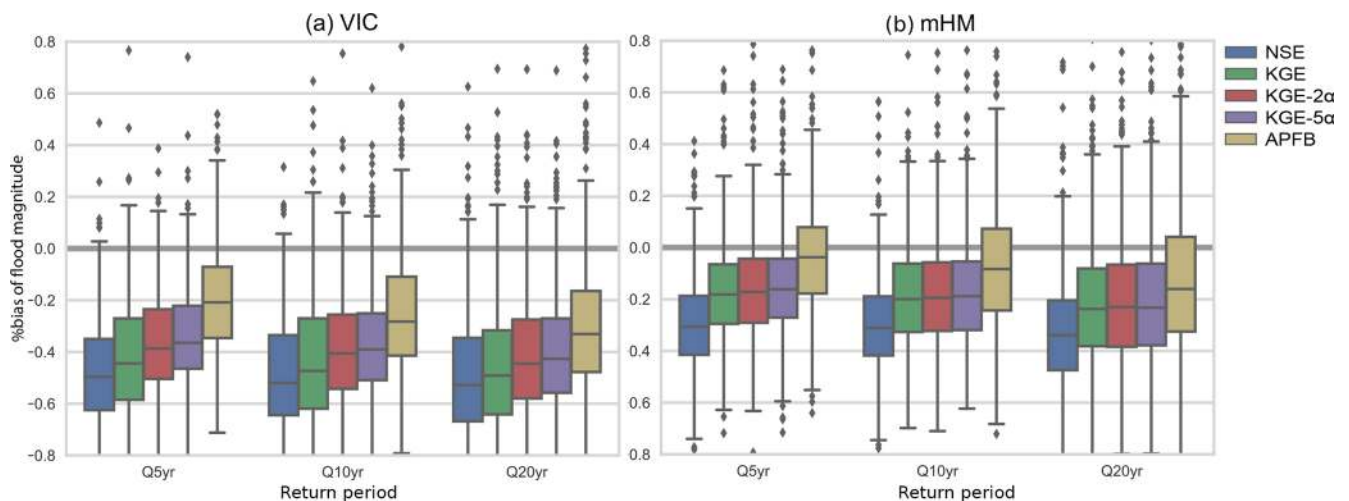 (a) VIC
(b) mHM
%bias of flood magnitude
0.8
0.6
0.4
0.2
0.0
−0.2
−0.4
−0.6
−0.8
Q5yr
Q10yr
Q20yr
Return period
0.8
0.6
0.4
0.2
0.0
0.2
0.4
0.6
0.8
Q5yr
Q10yr
Q20yr
Return period
NSE
KGE
KGE-2α
KGE-5α
APFB